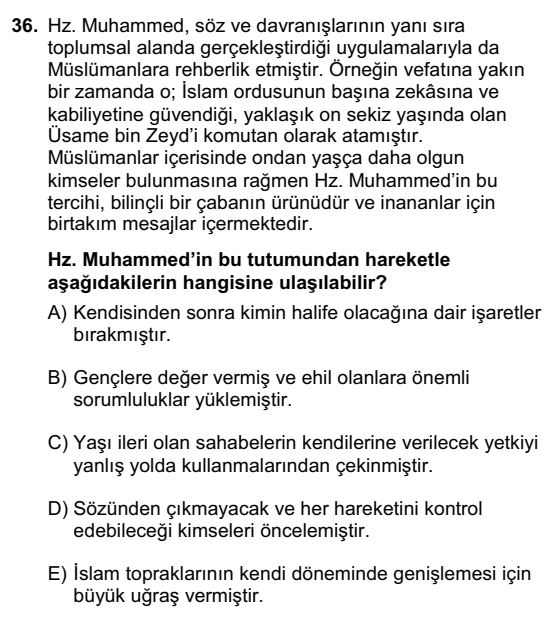 36. Hz. Muhammed, söz ve davranışlarının yanı sıra
toplumsal alanda gerçekleştirdiği uygulamalarıyla da
Müslümanlara rehberlik etmiştir. Örneğin vefatına yakın
bir zamanda o; İslam ordusunun başına zekâsına ve
kabiliyetine güvendiği, yaklaşık on sekiz yaşında olan
Üsame bin Zeyd’i komutan olarak atamıştır.
Müslümanlar içerisinde ondan yaşça daha olgun
kimseler bulunmasına rağmen Hz. Muhammed’in bu
tercihi, bilinçli bir çabanın ürünüdür ve inananlar için
birtakım mesajlar içermektedir.
Hz. Muhammed’in bu tutumundan hareketle
aşağıdakilerin hangisine ulaşılabilir?
A) Kendisinden sonra kimin halife olacağına dair işaretler
bırakmıştır.
B) Gençlere değer vermiş ve ehil olanlara önemli
sorumluluklar yüklemiştir.
C) Yaşı ileri olan sahabelerin kendilerine verilecek yetkiyi
yanlış yolda kullanmalarından çekinmiştir.
D) Sözünden çıkmayacak ve her hareketini kontrol
edebileceği kimseleri öncelemiştir.
E) İslam topraklarının kendi döneminde genişlemesi için
büyük uğraş vermiştir.